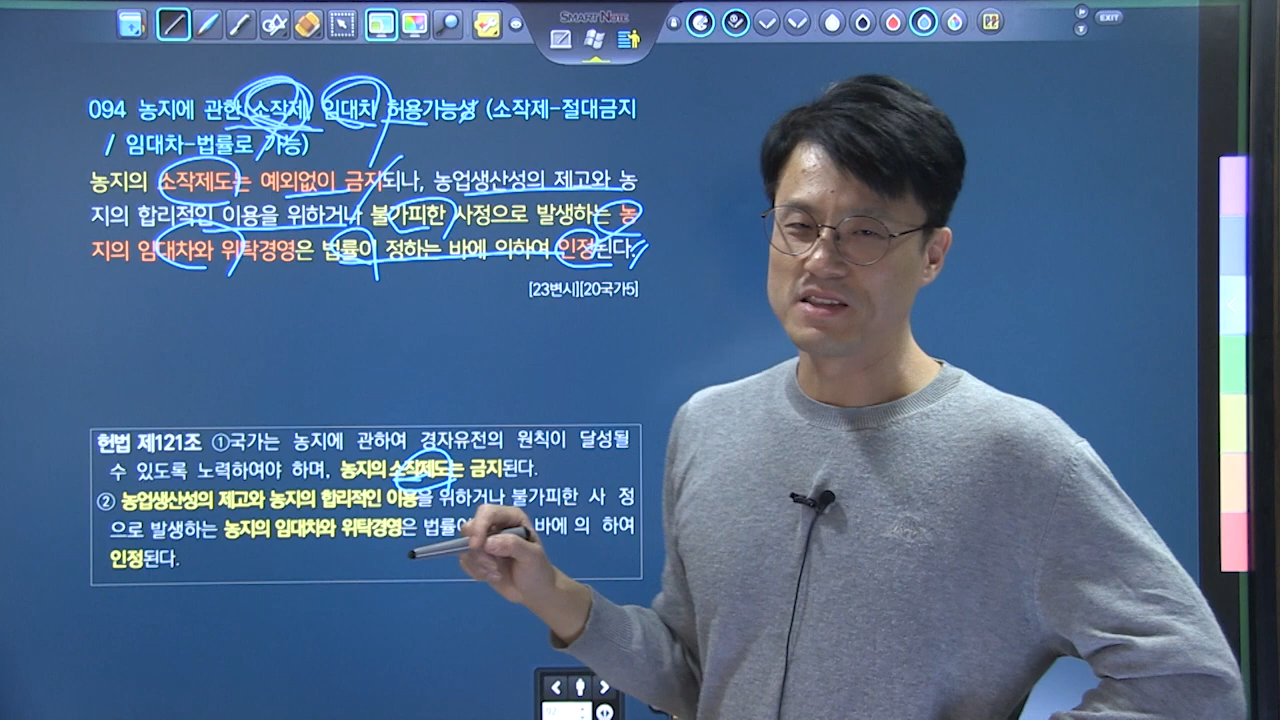 SMARTNOTE
EXIT
094 농지에 관한 소작제, 임대차 허용가능성 (소작제-절대금지
/ 임대차-법률로 가능)
농지의 소작제도는 예외없이 금지되나, 농업생산성의 제고와 농
지의 합리적인 이용을 위하거나 불가피한 사정으로 발생하는 농
지의 임대차와 위탁경영은 법률이 정하는 바에 의하여 인정된다.
[23변시][20국가5]
헌법 제121조 ①국가는 농지에 관하여 경자유전의 원칙이 달성될
수 있도록 노력하여야 하며, 농지의 소작제도는 금지된다.
② 농업생산성의 제고와 농지의 합리적인 이용을 위하거나 불가피한 사 정
으로 발생하는 농지의 임대차와 위탁경영은 법률이 바에 의 하여
인정된다.
92